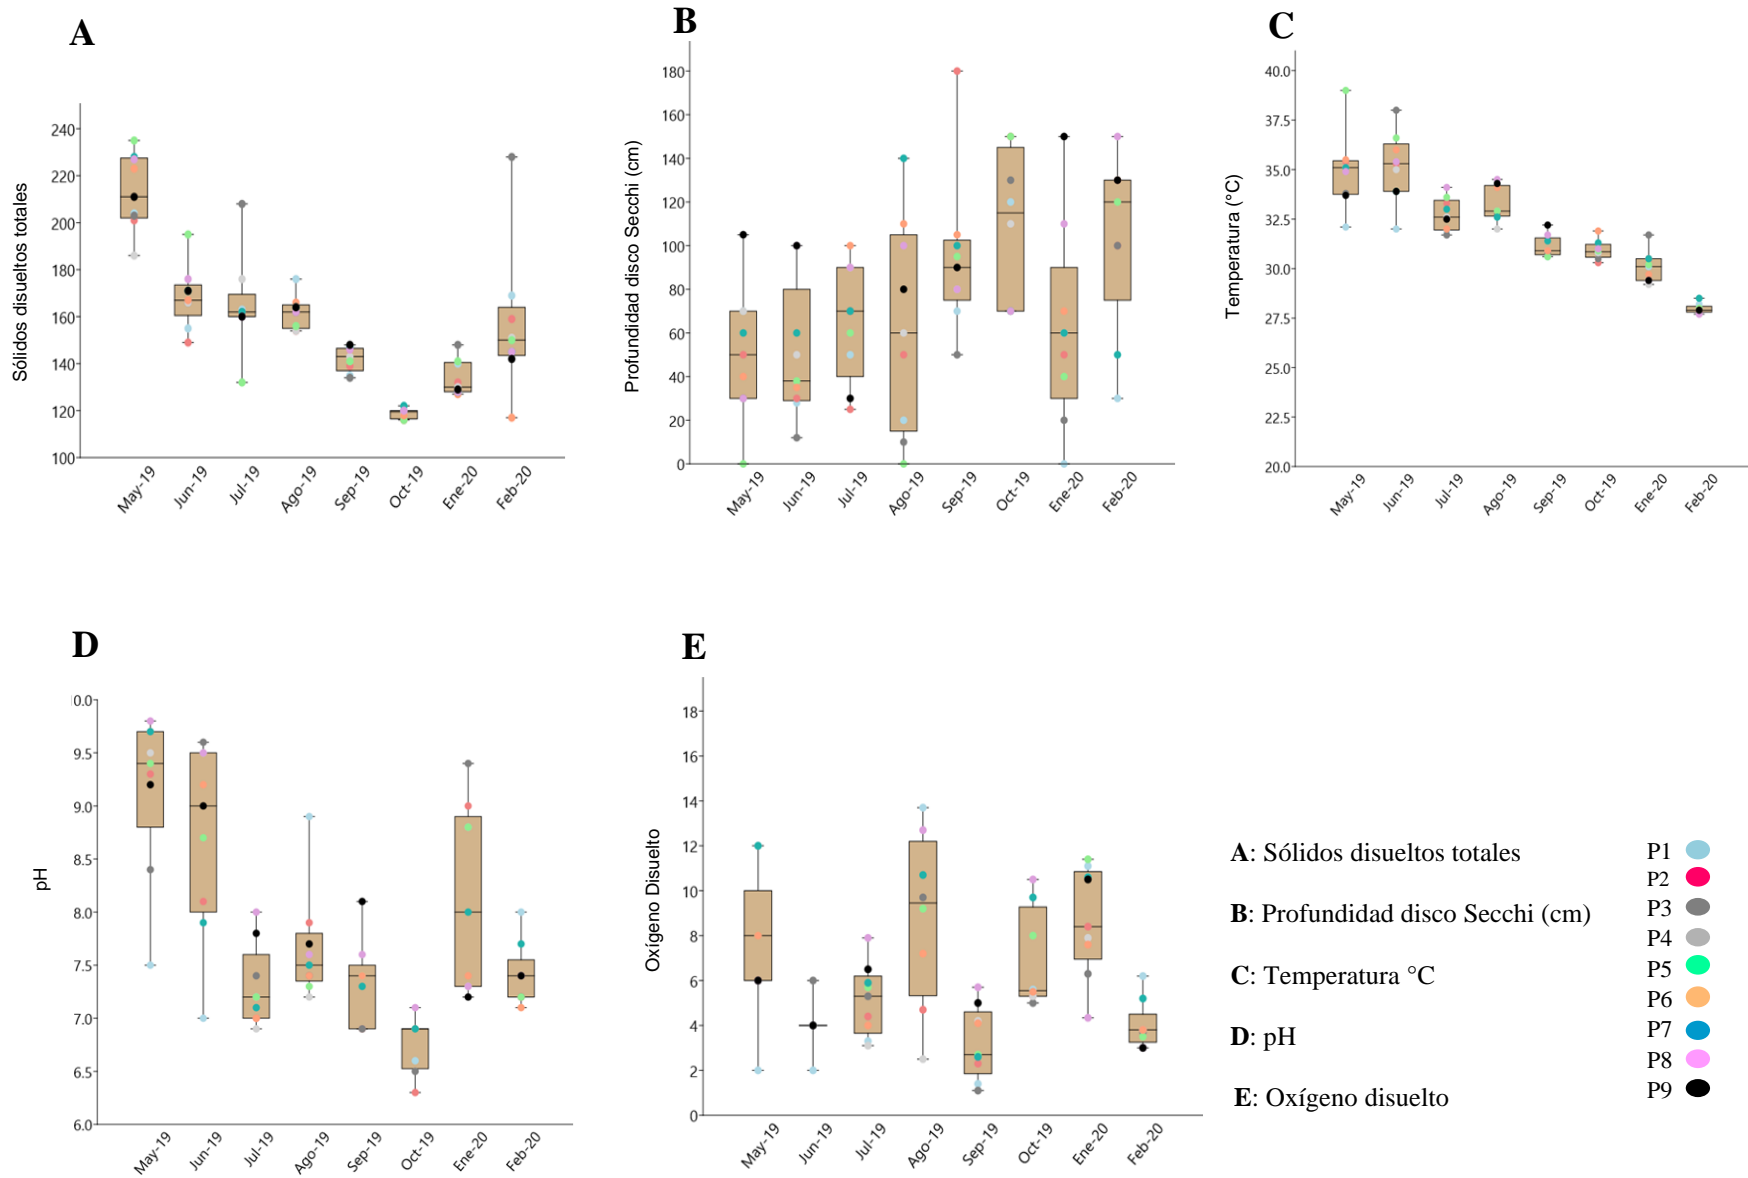 A
Sólidos disueltos totales
240
220
200
180
160
140
120
100
May-19 Jun-19 Jul-19 Ago-19 Sep-19 Oct-19 Ene-20 Feb-20
B
Profundidad disco Secchi (cm)
180
160
140
120
100
80
60
40
20
0
May-19 Jun-19 Jul-19 Ago-19 Sep-19 Oct-19 Ene-20 Feb-20
C
Temperatura (°C)
40.0
37.5
35.0
32.5
30.0
27.5
25.0
22.5
20.0
May-19 Jun-19 Jul-19 Ago-19 Sep-19 Oct-19 Ene-20 Feb-20
D
pH
0.0
9.5
9.0
8.5
8.0
7.5
7.0
6.5
6.0
May-19 Jun-19 Jul-19 Ago-19 Sep-19 Oct-19 Ene-20 Feb-20
E
Oxígeno Disuelto
18
16
14
12
10
8
6
4
2
0
May-19 Jun-19 Jul-19 Ago-19 Sep-19 Oct-19 Ene-20 Feb-20
A: Sólidos disueltos totales
B: Profundidad disco Secchi (cm)
C: Temperatura °C
D: pH
E: Oxígeno disuelto
P1
P2
P3
P4
P5
P6
P7
P8
P9